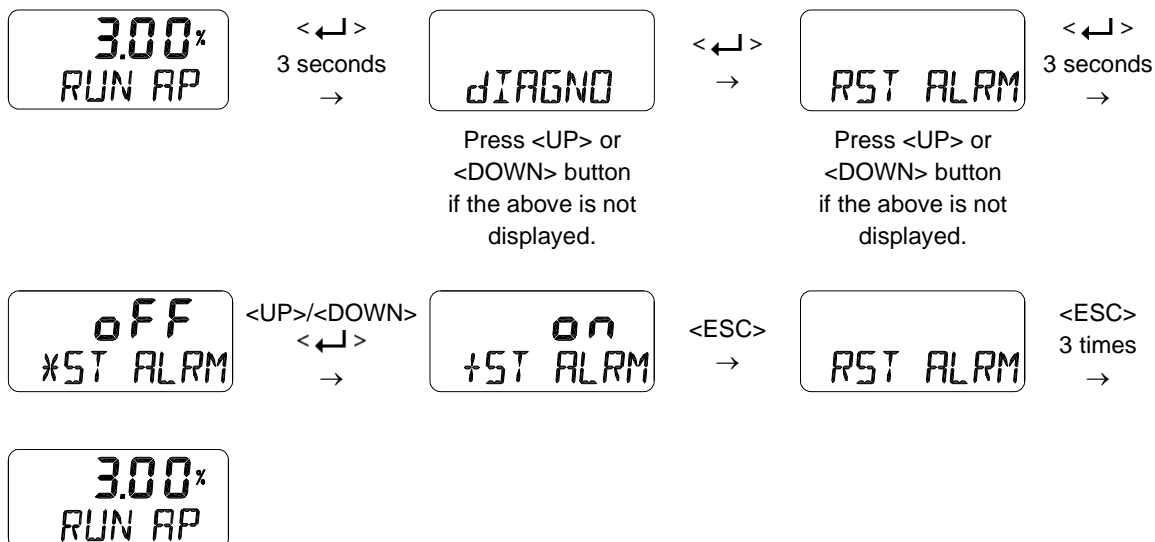 3.00%
RUN AP
< ↵ >
3 seconds
→
dIAGNO
Press <UP> or
<DOWN> button
if the above is not
displayed.
< ↵ >
→
RST ALRM
Press <UP> or
<DOWN> button
if the above is not
displayed.
< ↵ >
3 seconds
→
oFF
*ST ALRM
<UP>/<DOWN>
< ↵ >
→
on
+ST ALRM
<ESC>
→
RST ALRM
<ESC>
3 times
→
3.00%
RUN AP